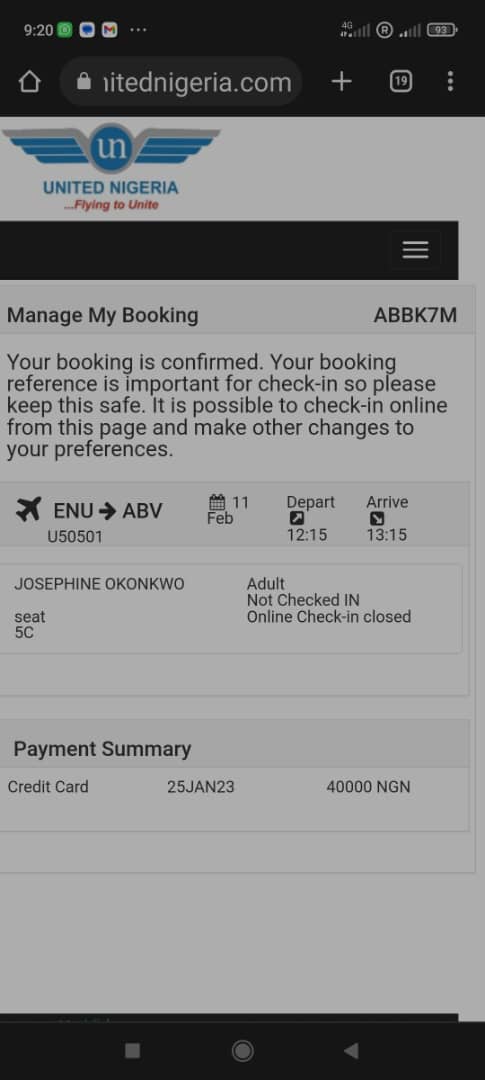 9:20
4G
R
93
nitednigeria.com
19
un
UNITED NIGERIA
...Flying to Unite
Manage My Booking ABBK7M
Your booking is confirmed. Your booking
reference is important for check-in so please
keep this safe. It is possible to check-in online
from this page and make other changes to
your preferences.
ENU ABV
U50501
11
Feb
Depart
12:15
Arrive
13:15
JOSEPHINE OKONKWO
seat
5C
Adult
Not Checked IN
Online Check-in closed
Payment Summary
Credit Card 25JAN23 40000 NGN